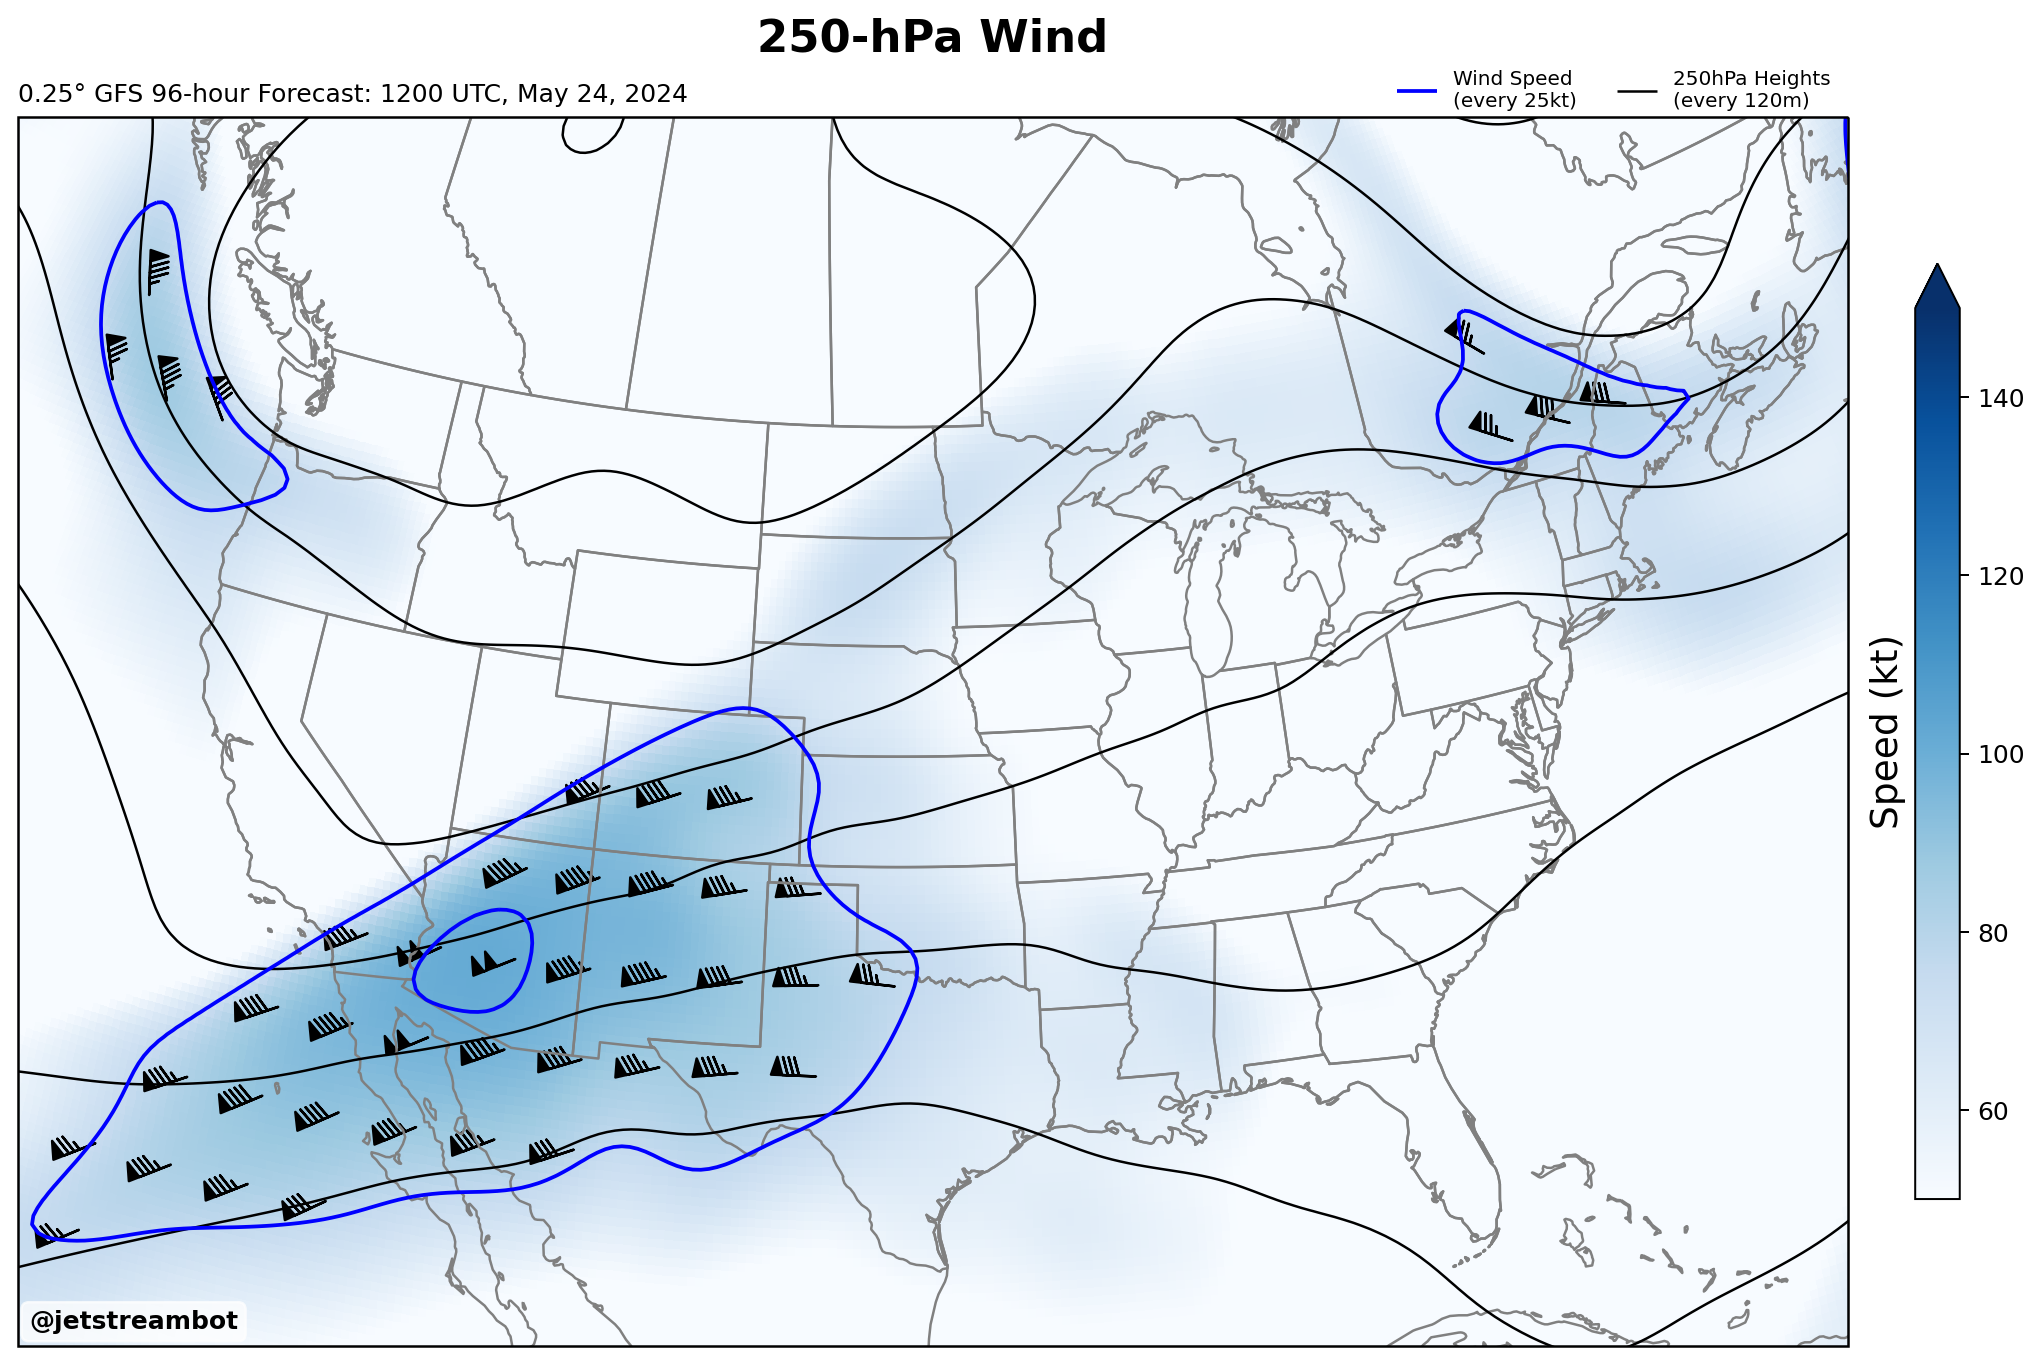 250-hPa Wind
0.25° GFS 96-hour Forecast: 1200 UTC, May 24, 2024
Wind Speed
(every 25kt)
250hPa Heights
(every 120m)
140
120
100
80
60
Speed (kt)
@jetstreambot